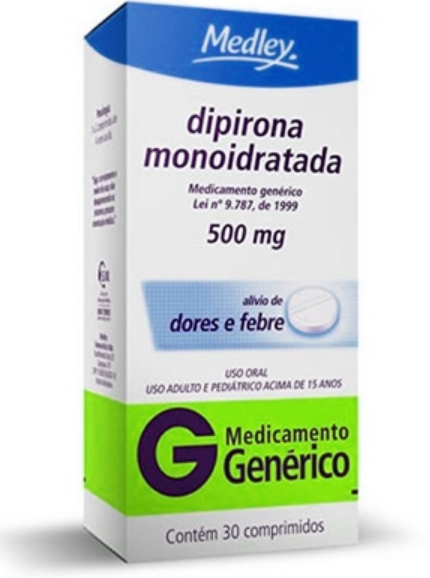 Medley
dipirona
monoidratada
Medicamento genérico
Lei nº 9.787, de 1999
500 mg
alívio de
dores e febre
USO ORAL
USO ADULTO E PEDIÁTRICO ACIMA DE 15 ANOS
G Medicamento
Genérico
Contém 30 comprimidos